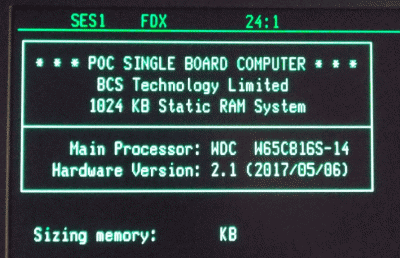 SES1 FDX 24:1
* * * POC SINGLE BOARD COMPUTER * * *
BCS Technology Limited
1024 KB Static RAM System
Main Processor: WDC W65C816S-14
Hardware Version: 2.1 (2017/05/06)
Sizing memory: KB